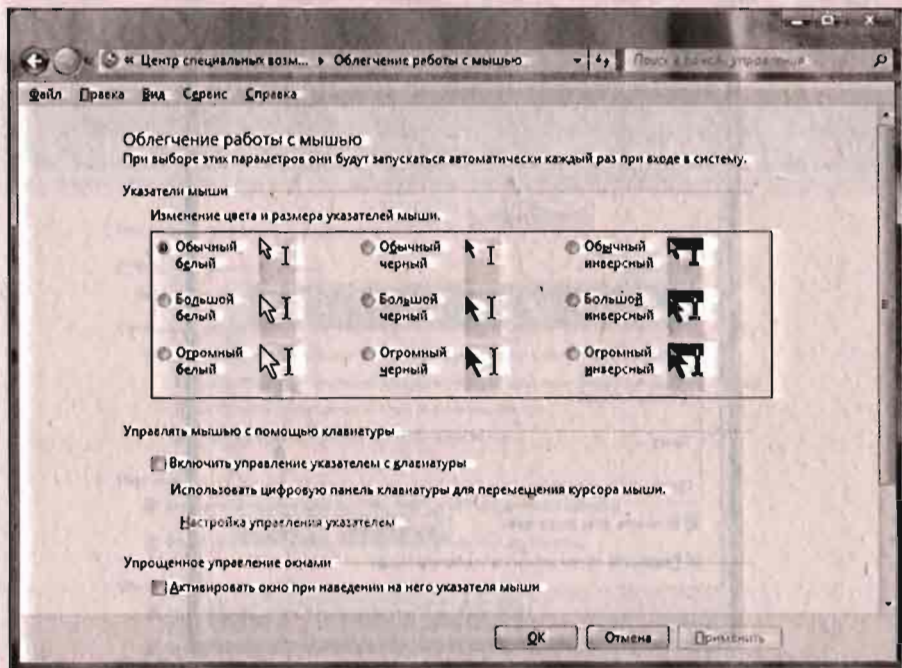 « Центр специальных возм... ▸ Облегчение работы с мышью
Поиск в панели управления
Файл Правка Вид Сервис Справка
Облегчение работы с мышью
При выборе этих параметров они будут запускаться автоматически каждый раз при входе в систему.
Указатели мыши
Изменение цвета и размера указателей мыши.
Обычный белый Обычный черный Обычный инверсный
Большой белый Большой черный Большой инверсный
Огромный белый Огромный черный Огромный инверсный
Управлять мышью с помощью клавиатуры
Включить управление указателем с клавиатуры
Использовать цифровую панель клавиатуры для перемещения курсора мыши.
Настройка управления указателем
Упрощенное управление окнами
Активировать окно при наведении на него указателя мыши
ОК Отмена Применить